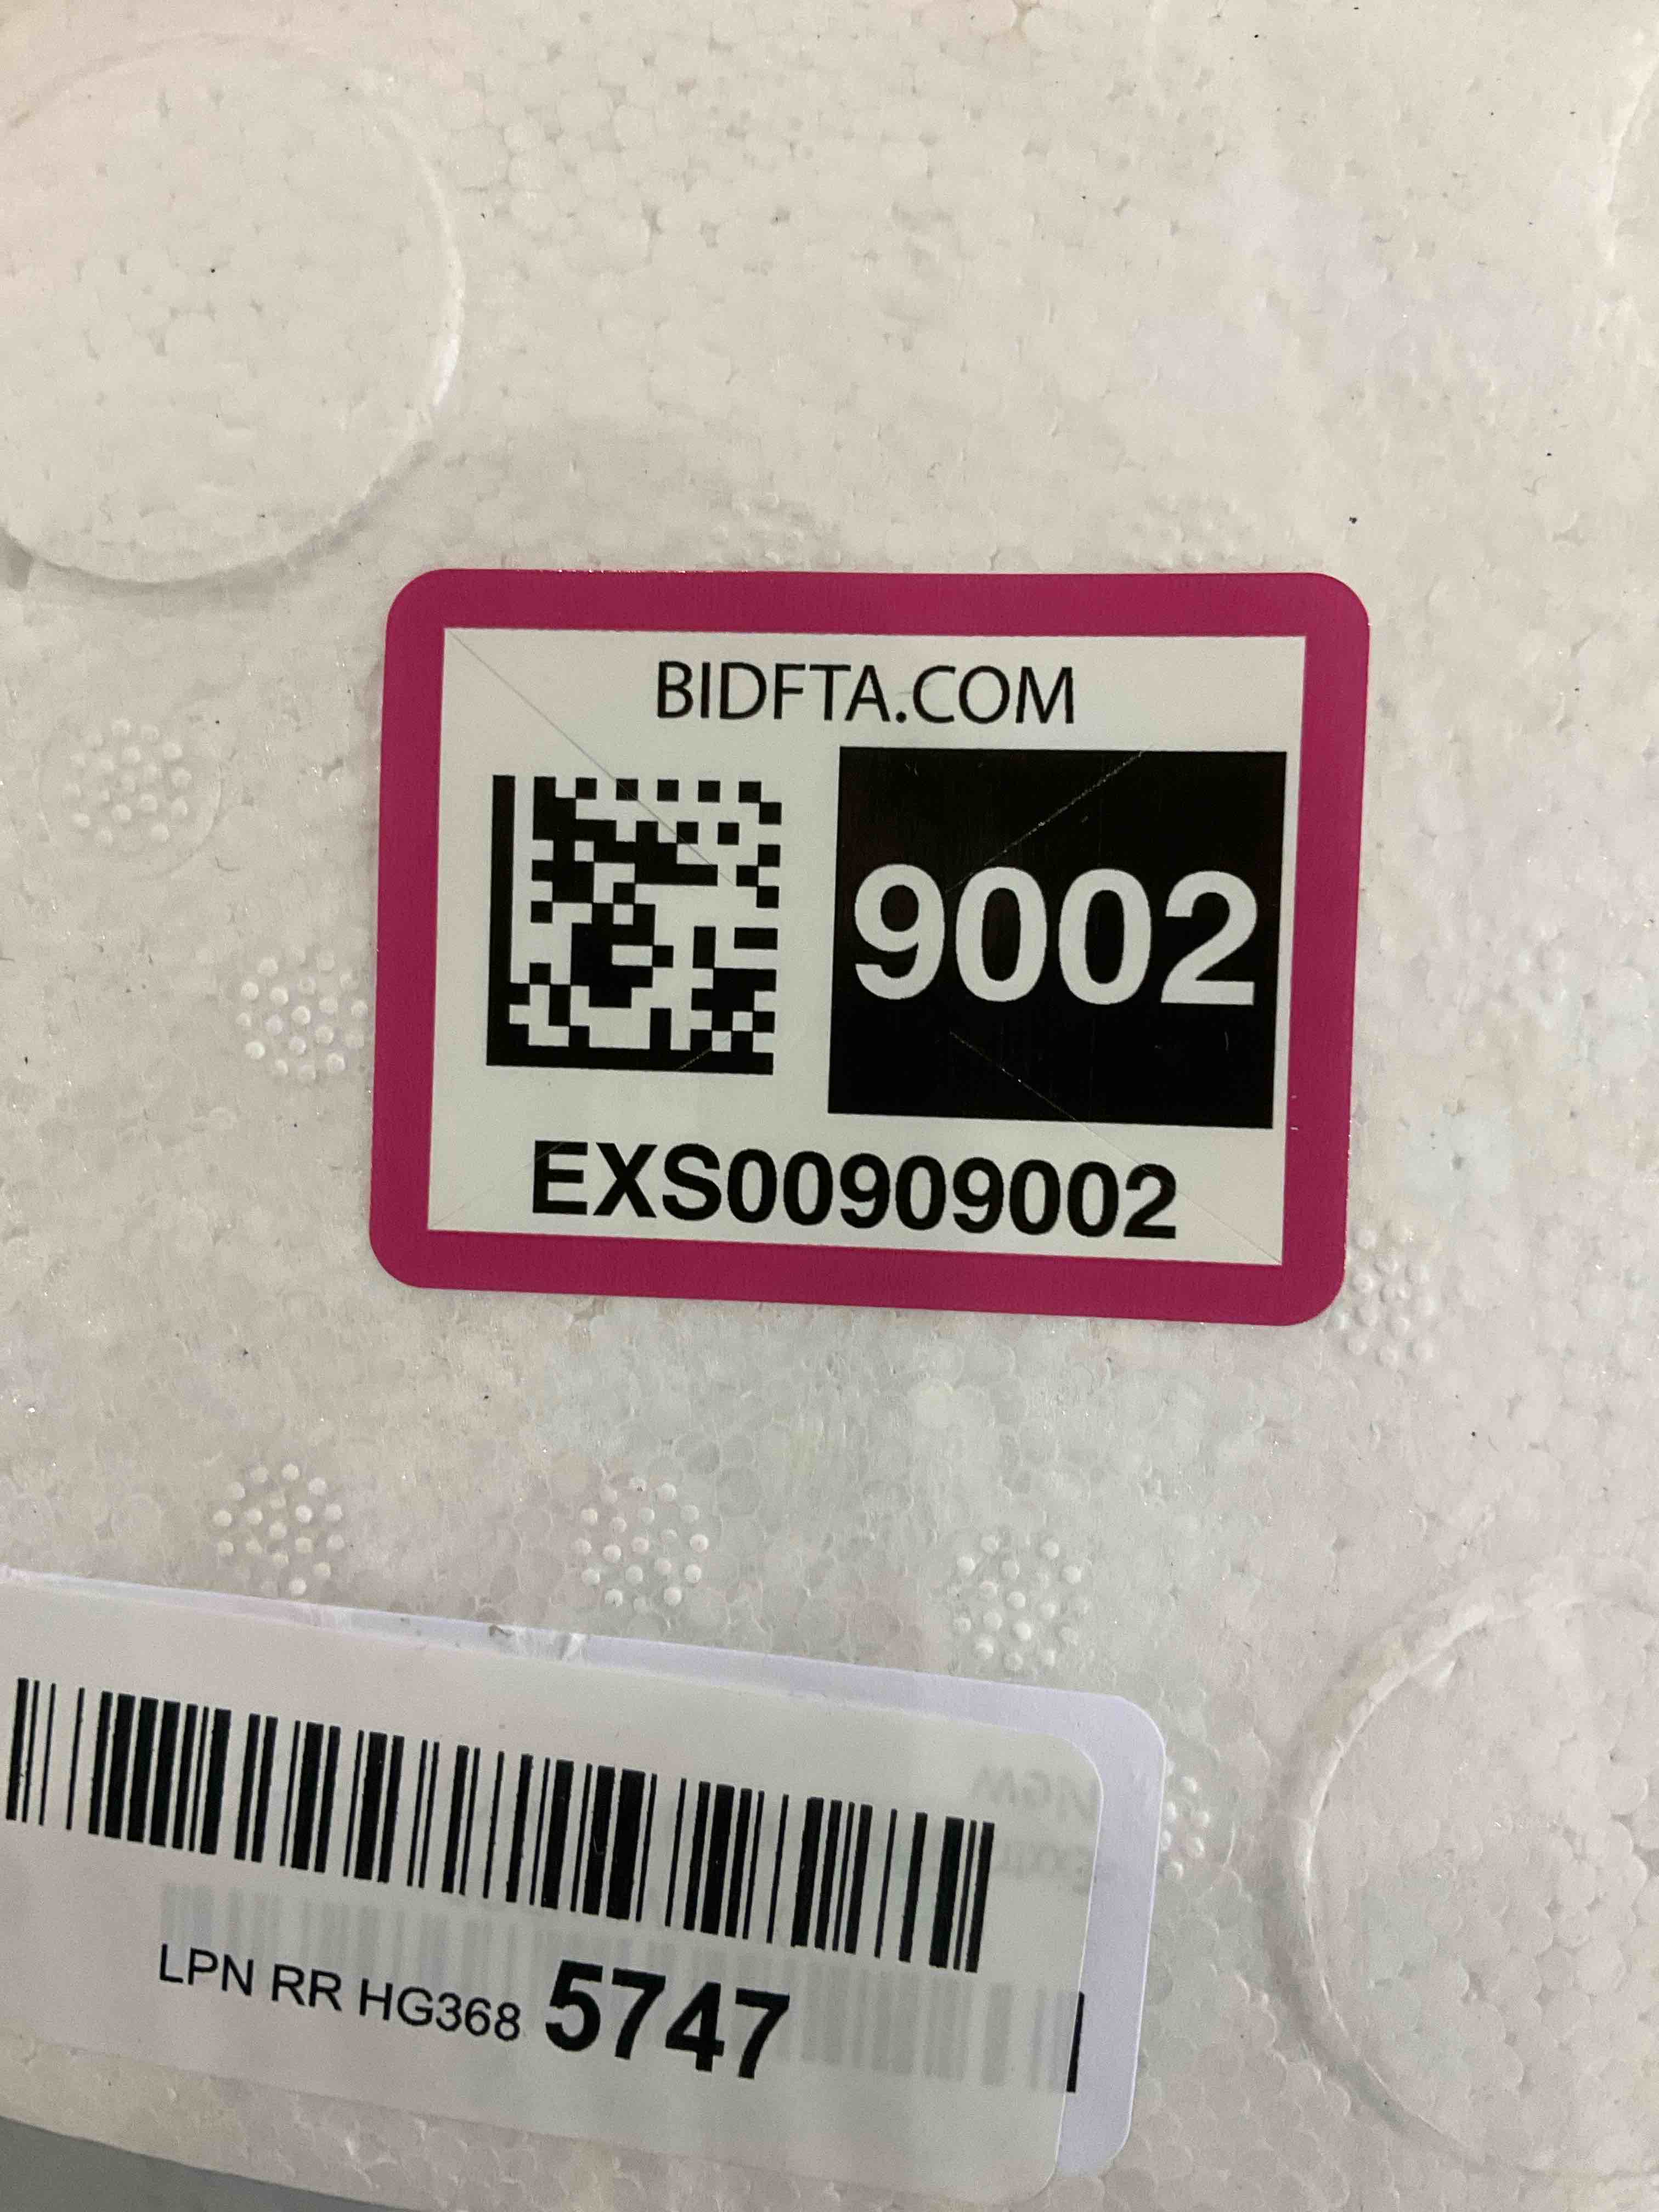 BIDFTA.COM
9002
EXS00909002
LPN RR HG368 5747